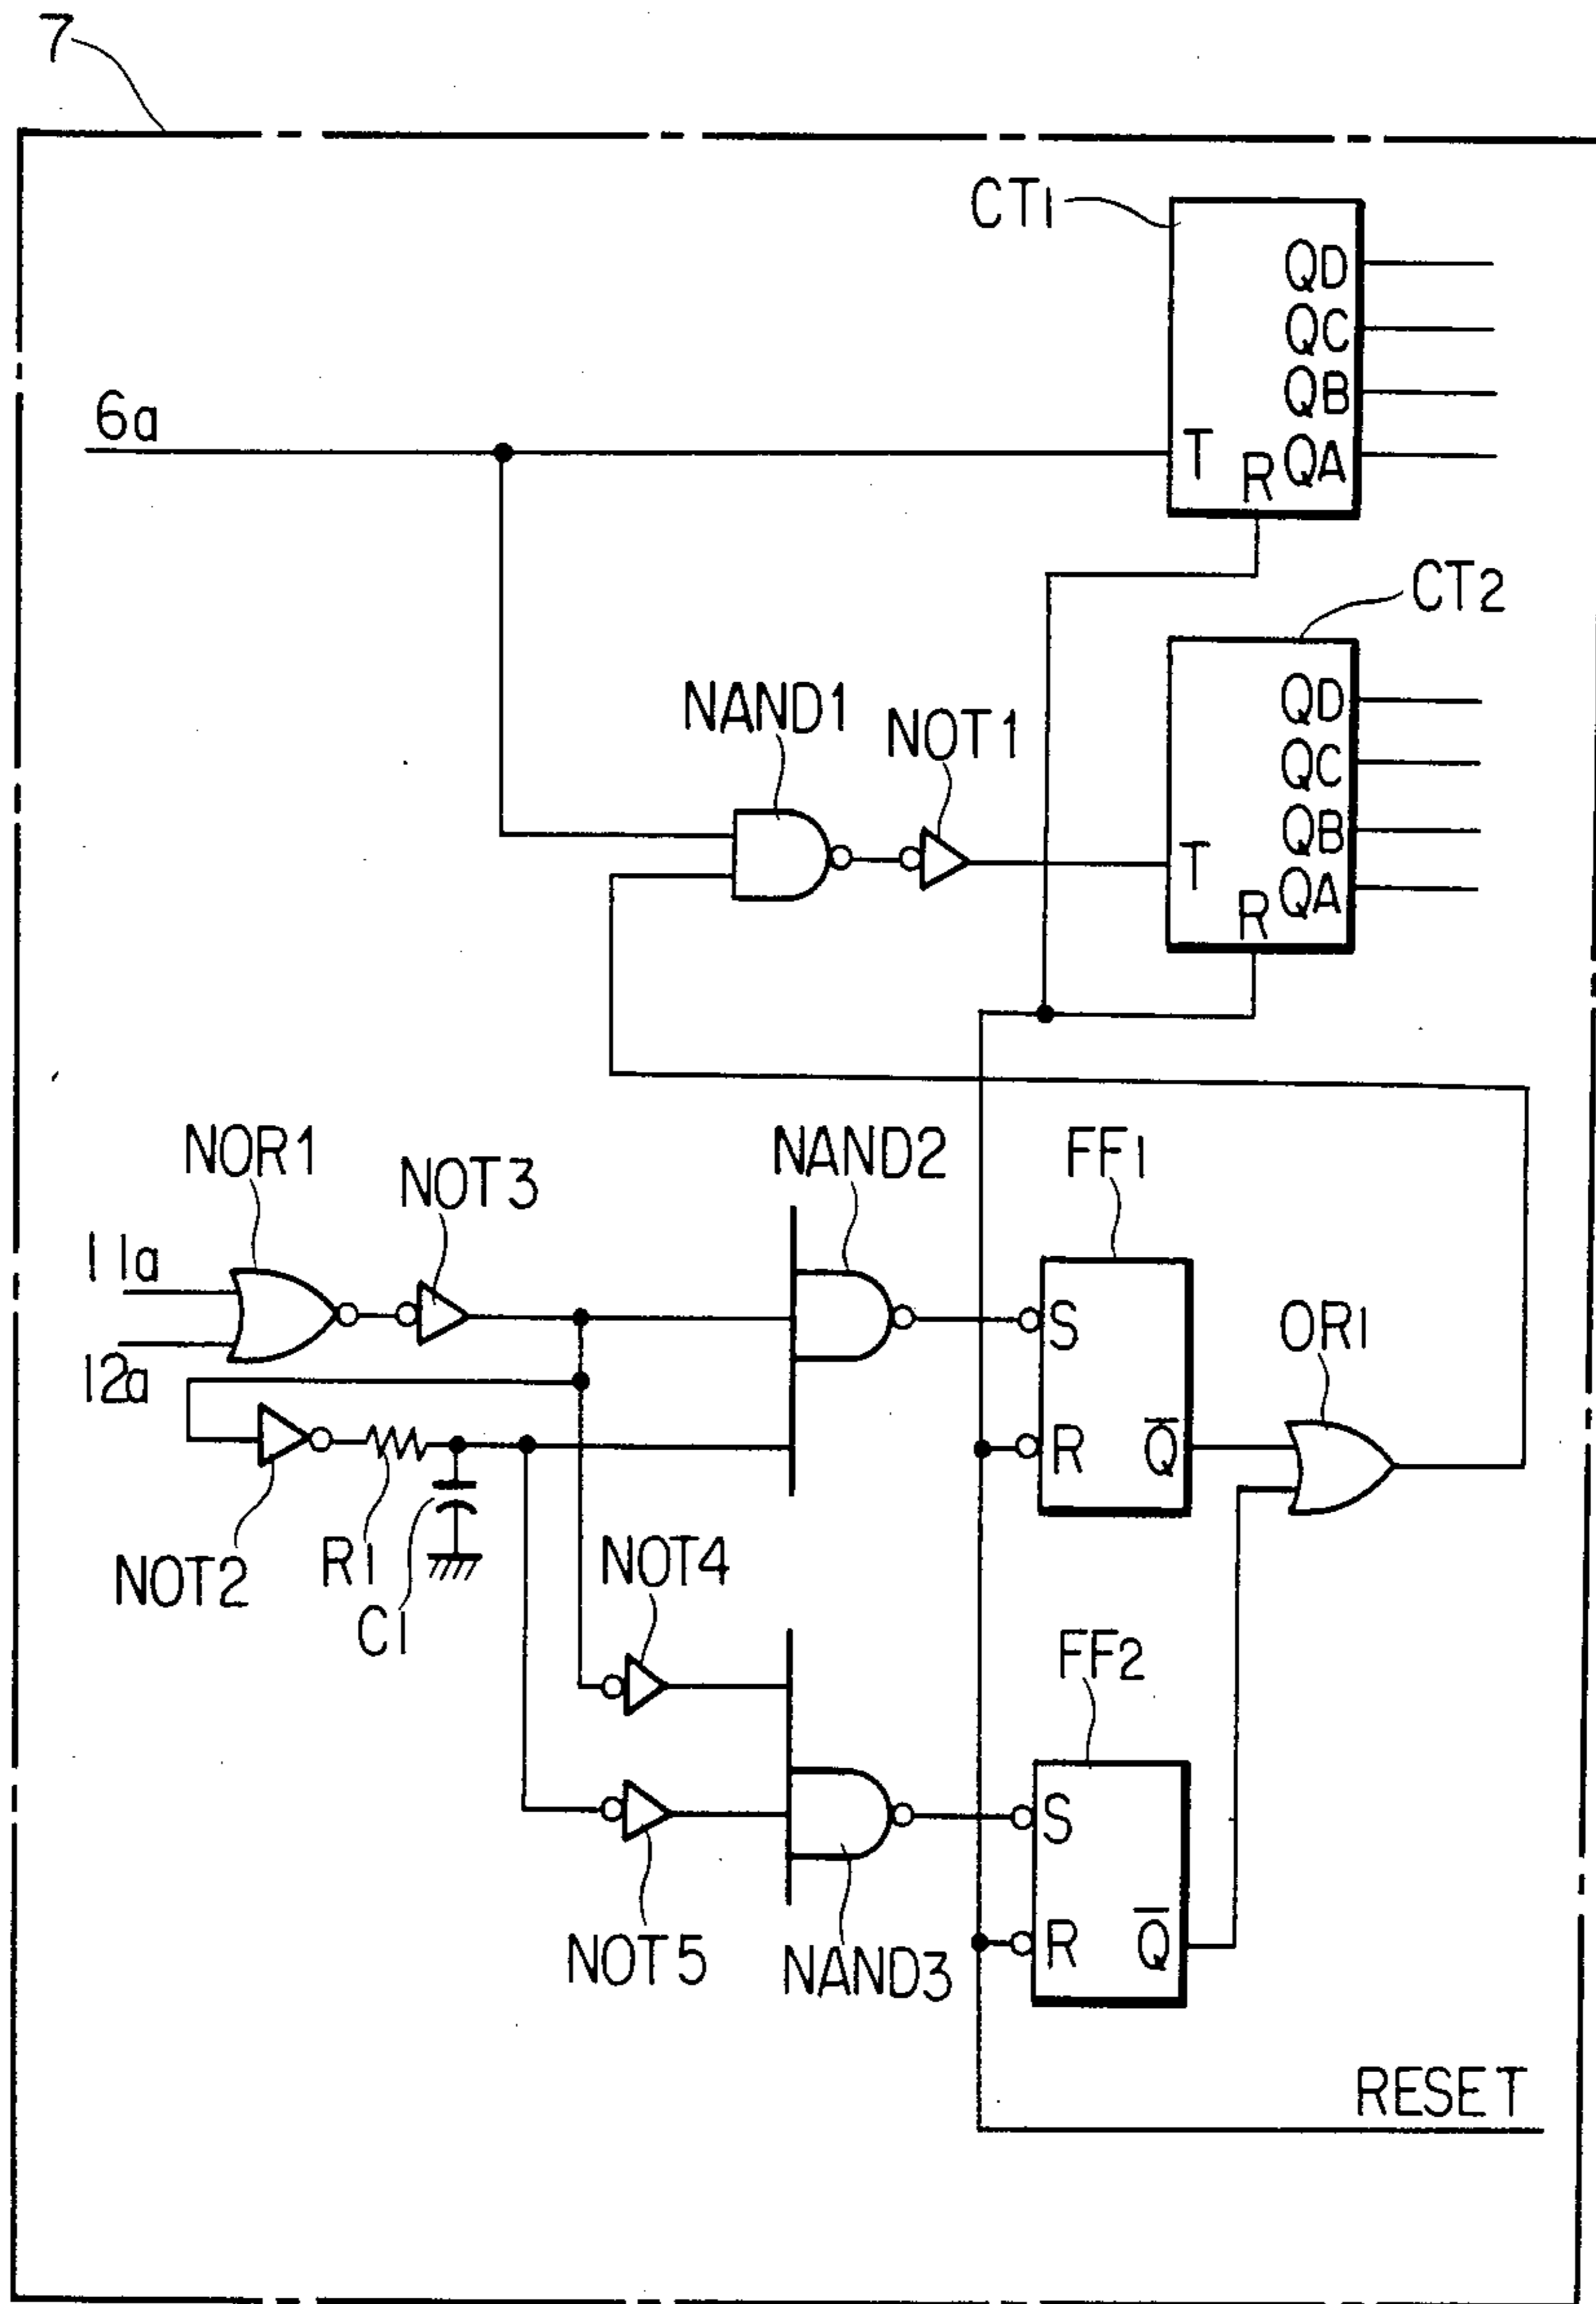 7
CT1
QD
QC
QB
QA
T
R
6a
CT2
QD
QC
QB
QA
T
R
NAND1
NOT1
NOR1
NOT3
NAND2
FF1
11a
12a
S
R
Q̅
OR1
NOT2
R1
C1
NOT4
FF2
S
R
Q̅
NOT5
NAND3
RESET